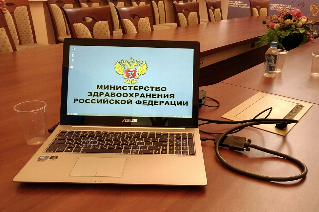 МИНИСТЕРСТВО
ЗДРАВООХРАНЕНИЯ
РОССИЙСКОЙ ФЕДЕРАЦИИ
ASUS